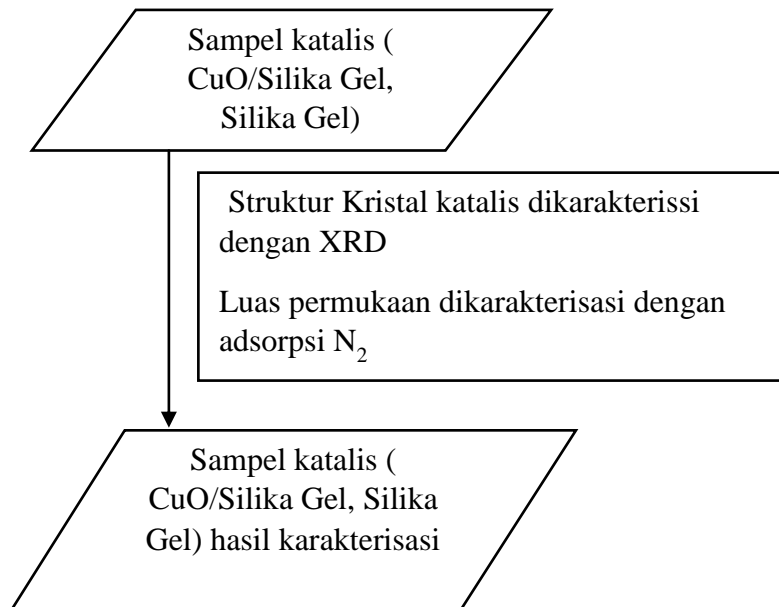 Sampel katalis (
CuO/Silika Gel,
Silika Gel)
Struktur Kristal katalis dikarakterissi
dengan XRD
Luas permukaan dikarakterisasi dengan
adsorpsi N₂
Sampel katalis (
CuO/Silika Gel, Silika
Gel) hasil karakterisasi